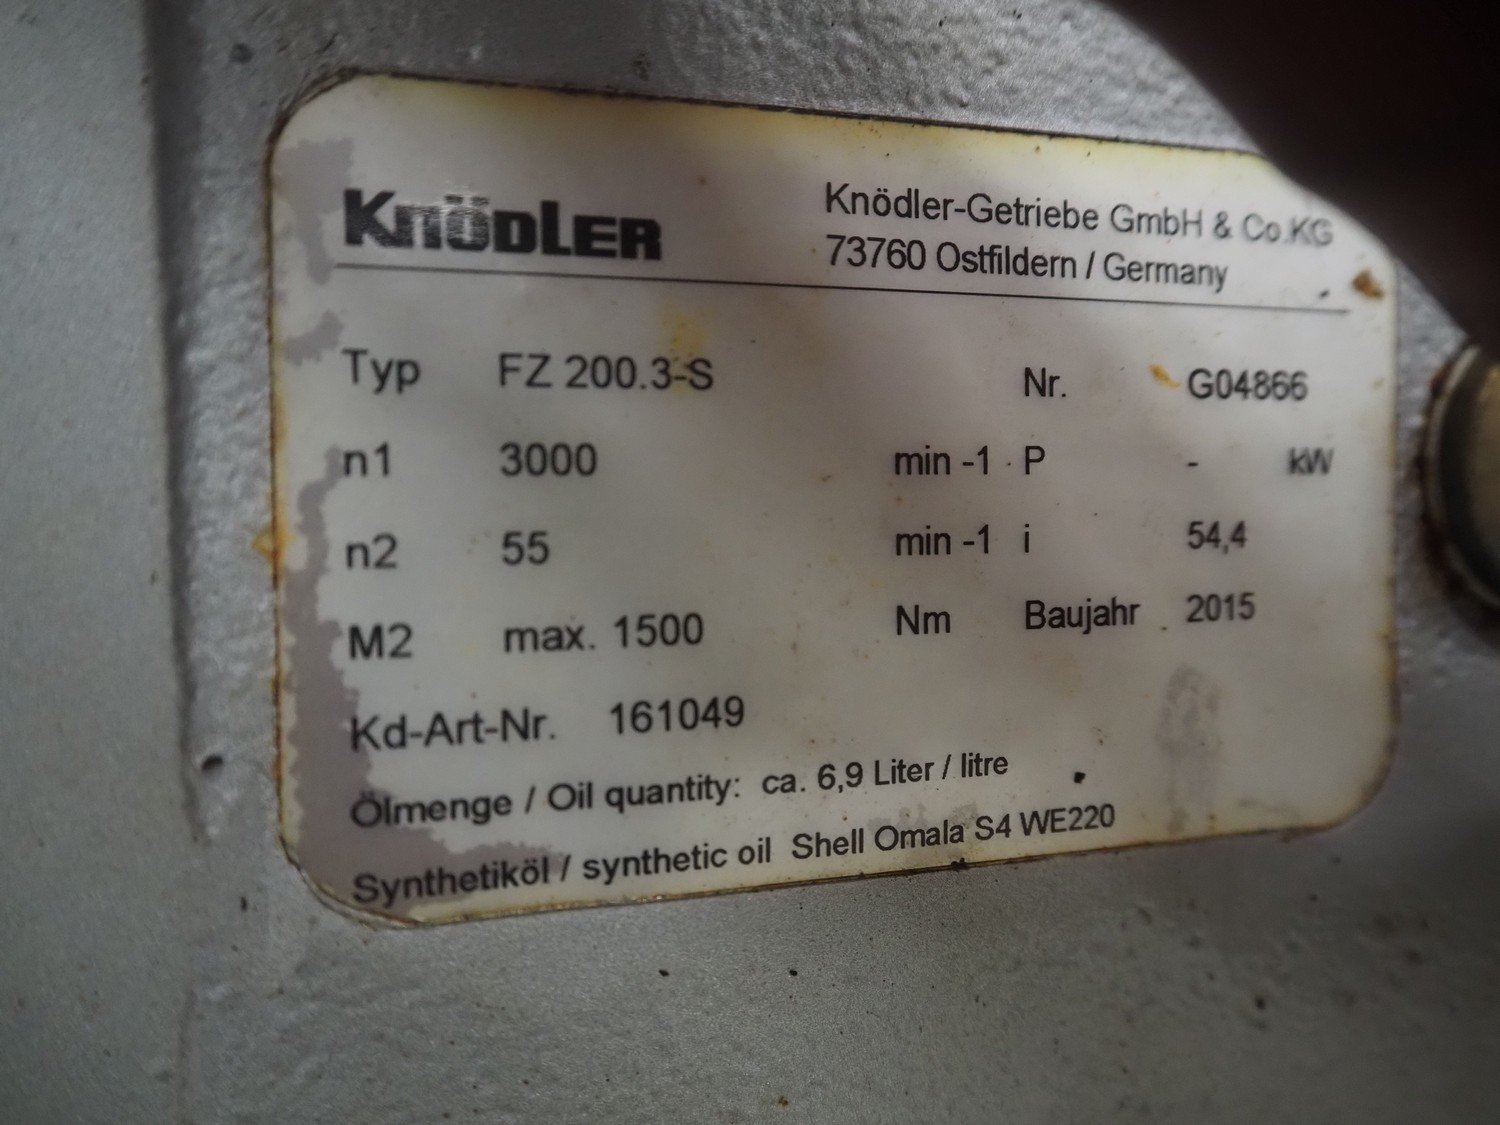 KNÖDLER
Knödler-Getriebe GmbH & Co.KG
73760 Ostfildern / Germany
Typ FZ 200.3-S Nr. G04866
n1 3000 min -1 P - kW
n2 55 min -1 i 54,4
M2 max. 1500 Nm Baujahr 2015
Kd-Art-Nr. 161049
Ölmenge / Oil quantity: ca. 6,9 Liter / litre
Synthetiköl / synthetic oil Shell Omala S4 WE220